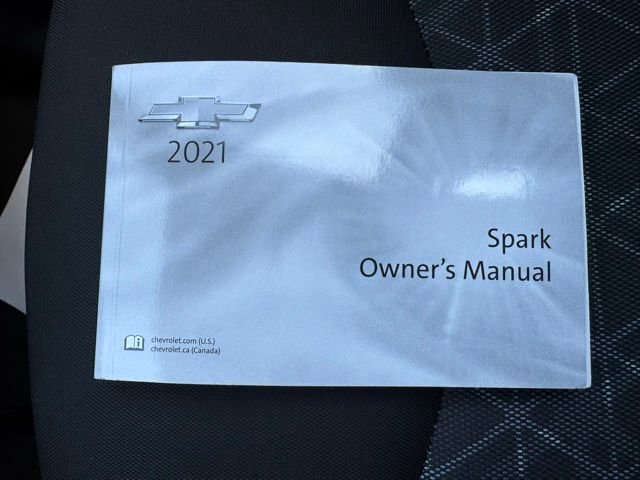 2021
Spark
Owner's Manual
chevrolet.com (U.S.)
chevrolet.ca (Canada)